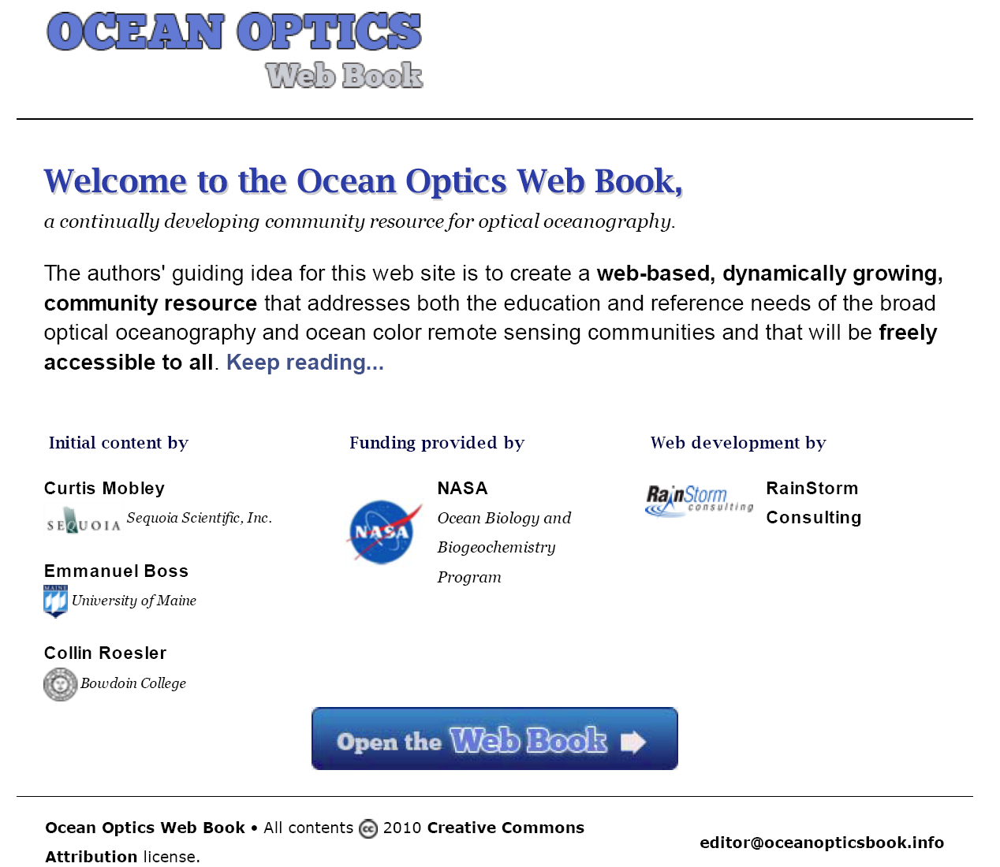 OCEAN OPTICS
Web Book
Welcome to the Ocean Optics Web Book,
a continually developing community resource for optical oceanography.
The authors' guiding idea for this web site is to create a web-based, dynamically growing,
community resource that addresses both the education and reference needs of the broad
optical oceanography and ocean color remote sensing communities and that will be freely
accessible to all. Keep reading...
Initial content by
Curtis Mobley
SEQUOIA Sequoia Scientific, Inc.
Emmanuel Boss
MAINE
University of Maine
Collin Roesler
Bowdoin College
Funding provided by
NASA
NASA
Ocean Biology and
Biogeochemistry
Program
Web development by
RainStorm
consulting
RainStorm
Consulting
Open the Web Book
Ocean Optics Web Book • All contents cc 2010 Creative Commons
Attribution license.
editor@oceanopticsbook.info